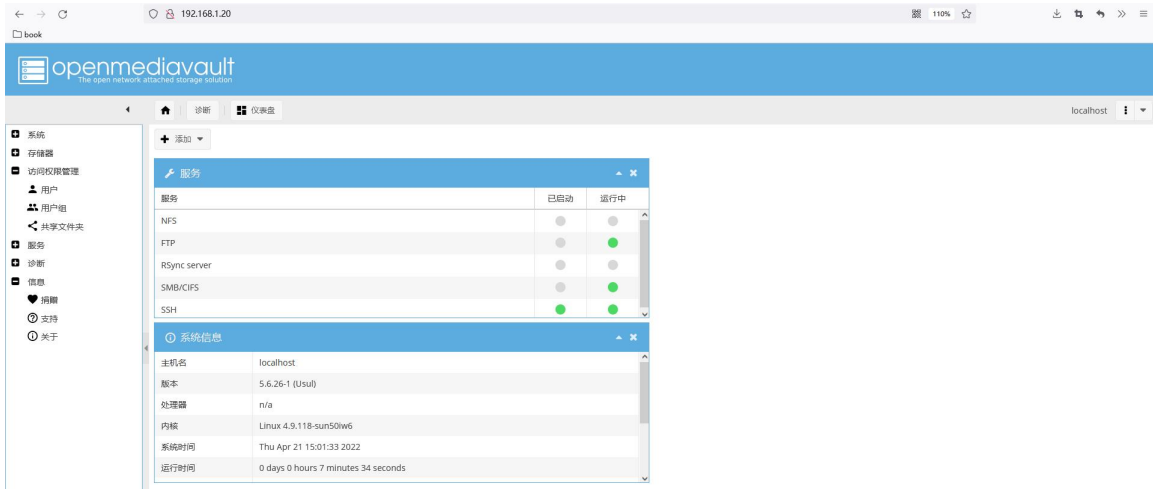 192.168.1.20
110%
book
openmediavault
The open network attached storage solution
诊断
仪表盘
localhost
系统
存储器
访问权限管理
用户
用户组
共享文件夹
服务
诊断
信息
捐赠
支持
关于
添加
服务
服务 已启动 运行中
NFS
FTP
RSync server
SMB/CIFS
SSH
系统信息
主机名 localhost
版本 5.6.26-1 (Usul)
处理器 n/a
内核 Linux 4.9.118-sun50iw6
系统时间 Thu Apr 21 15:01:33 2022
运行时间 0 days 0 hours 7 minutes 34 seconds